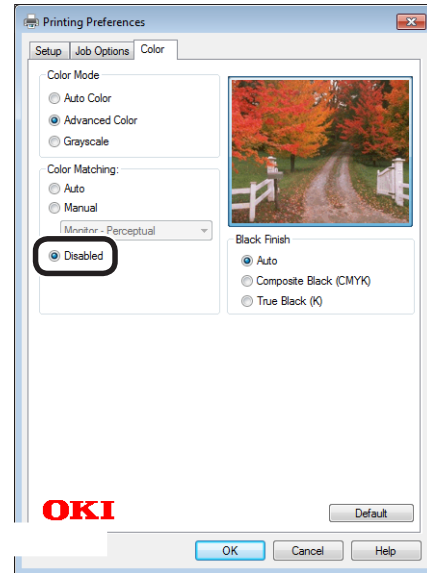 Printing Preferences
Setup Job Options Color
Color Mode
Auto Color
Advanced Color
Grayscale
Color Matching:
Auto
Manual
Monitor - Perceptual
Disabled
Black Finish
Auto
Composite Black (CMYK)
True Black (K)
OKI
Default
OK Cancel Help